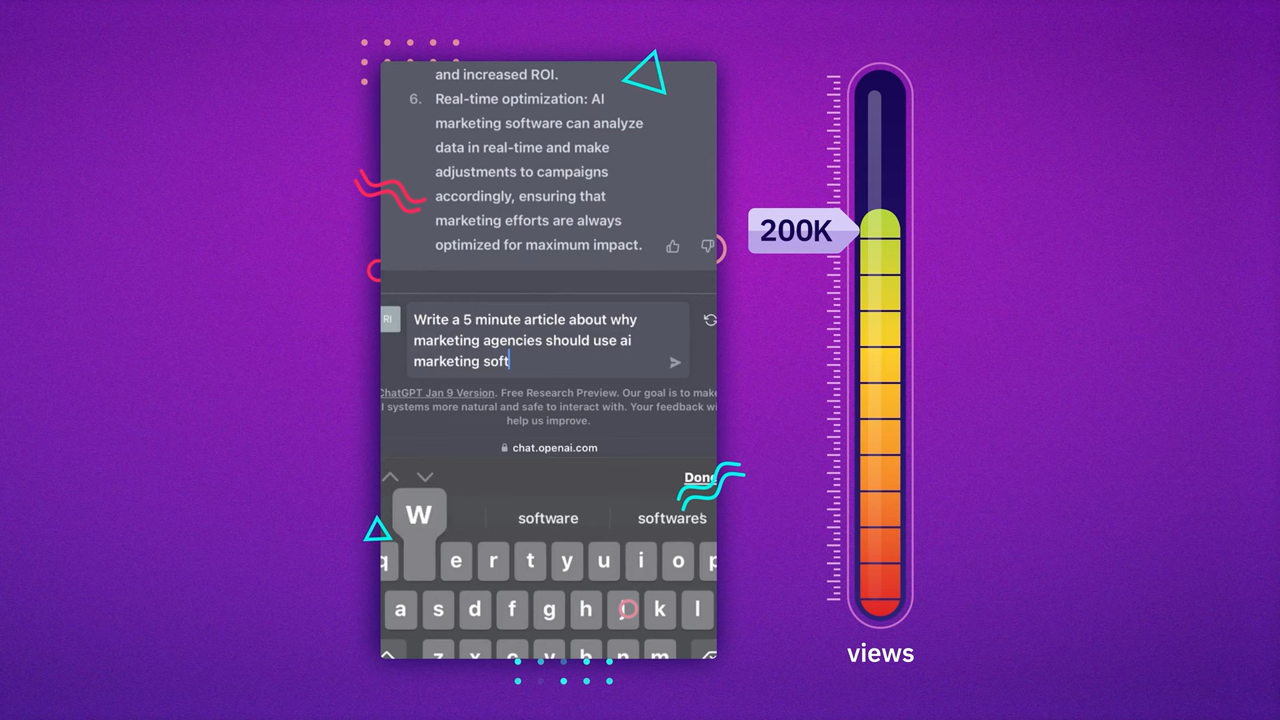 and increased ROI.
6. Real-time optimization: AI
marketing software can analyze
data in real-time and make
adjustments to campaigns
accordingly, ensuring that
marketing efforts are always
optimized for maximum impact.
200K
RI
Write a 5 minute article about why
marketing agencies should use ai
marketing soft
ChatGPT Jan 9 Version. Free Research Preview. Our goal is to make
systems more natural and safe to interact with. Your feedback
help us improve.
chat.openai.com
Done
W
software softwares
q e r t y u i o p
a s d f g h j k l
z v n m
views